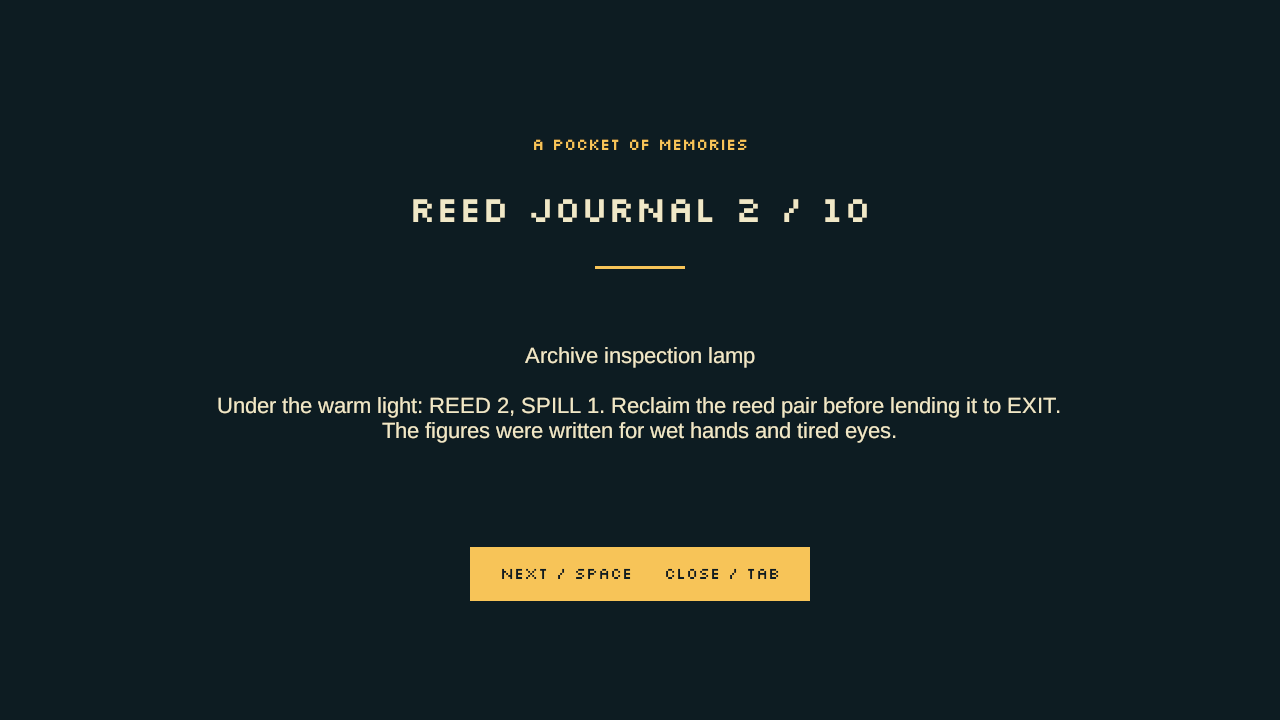 A POCKET OF MEMORIES
REED JOURNAL 2 / 10
Archive inspection lamp
Under the warm light: REED 2, SPILL 1. Reclaim the reed pair before lending it to EXIT.
The figures were written for wet hands and tired eyes.
NEXT / SPACE CLOSE / TAB